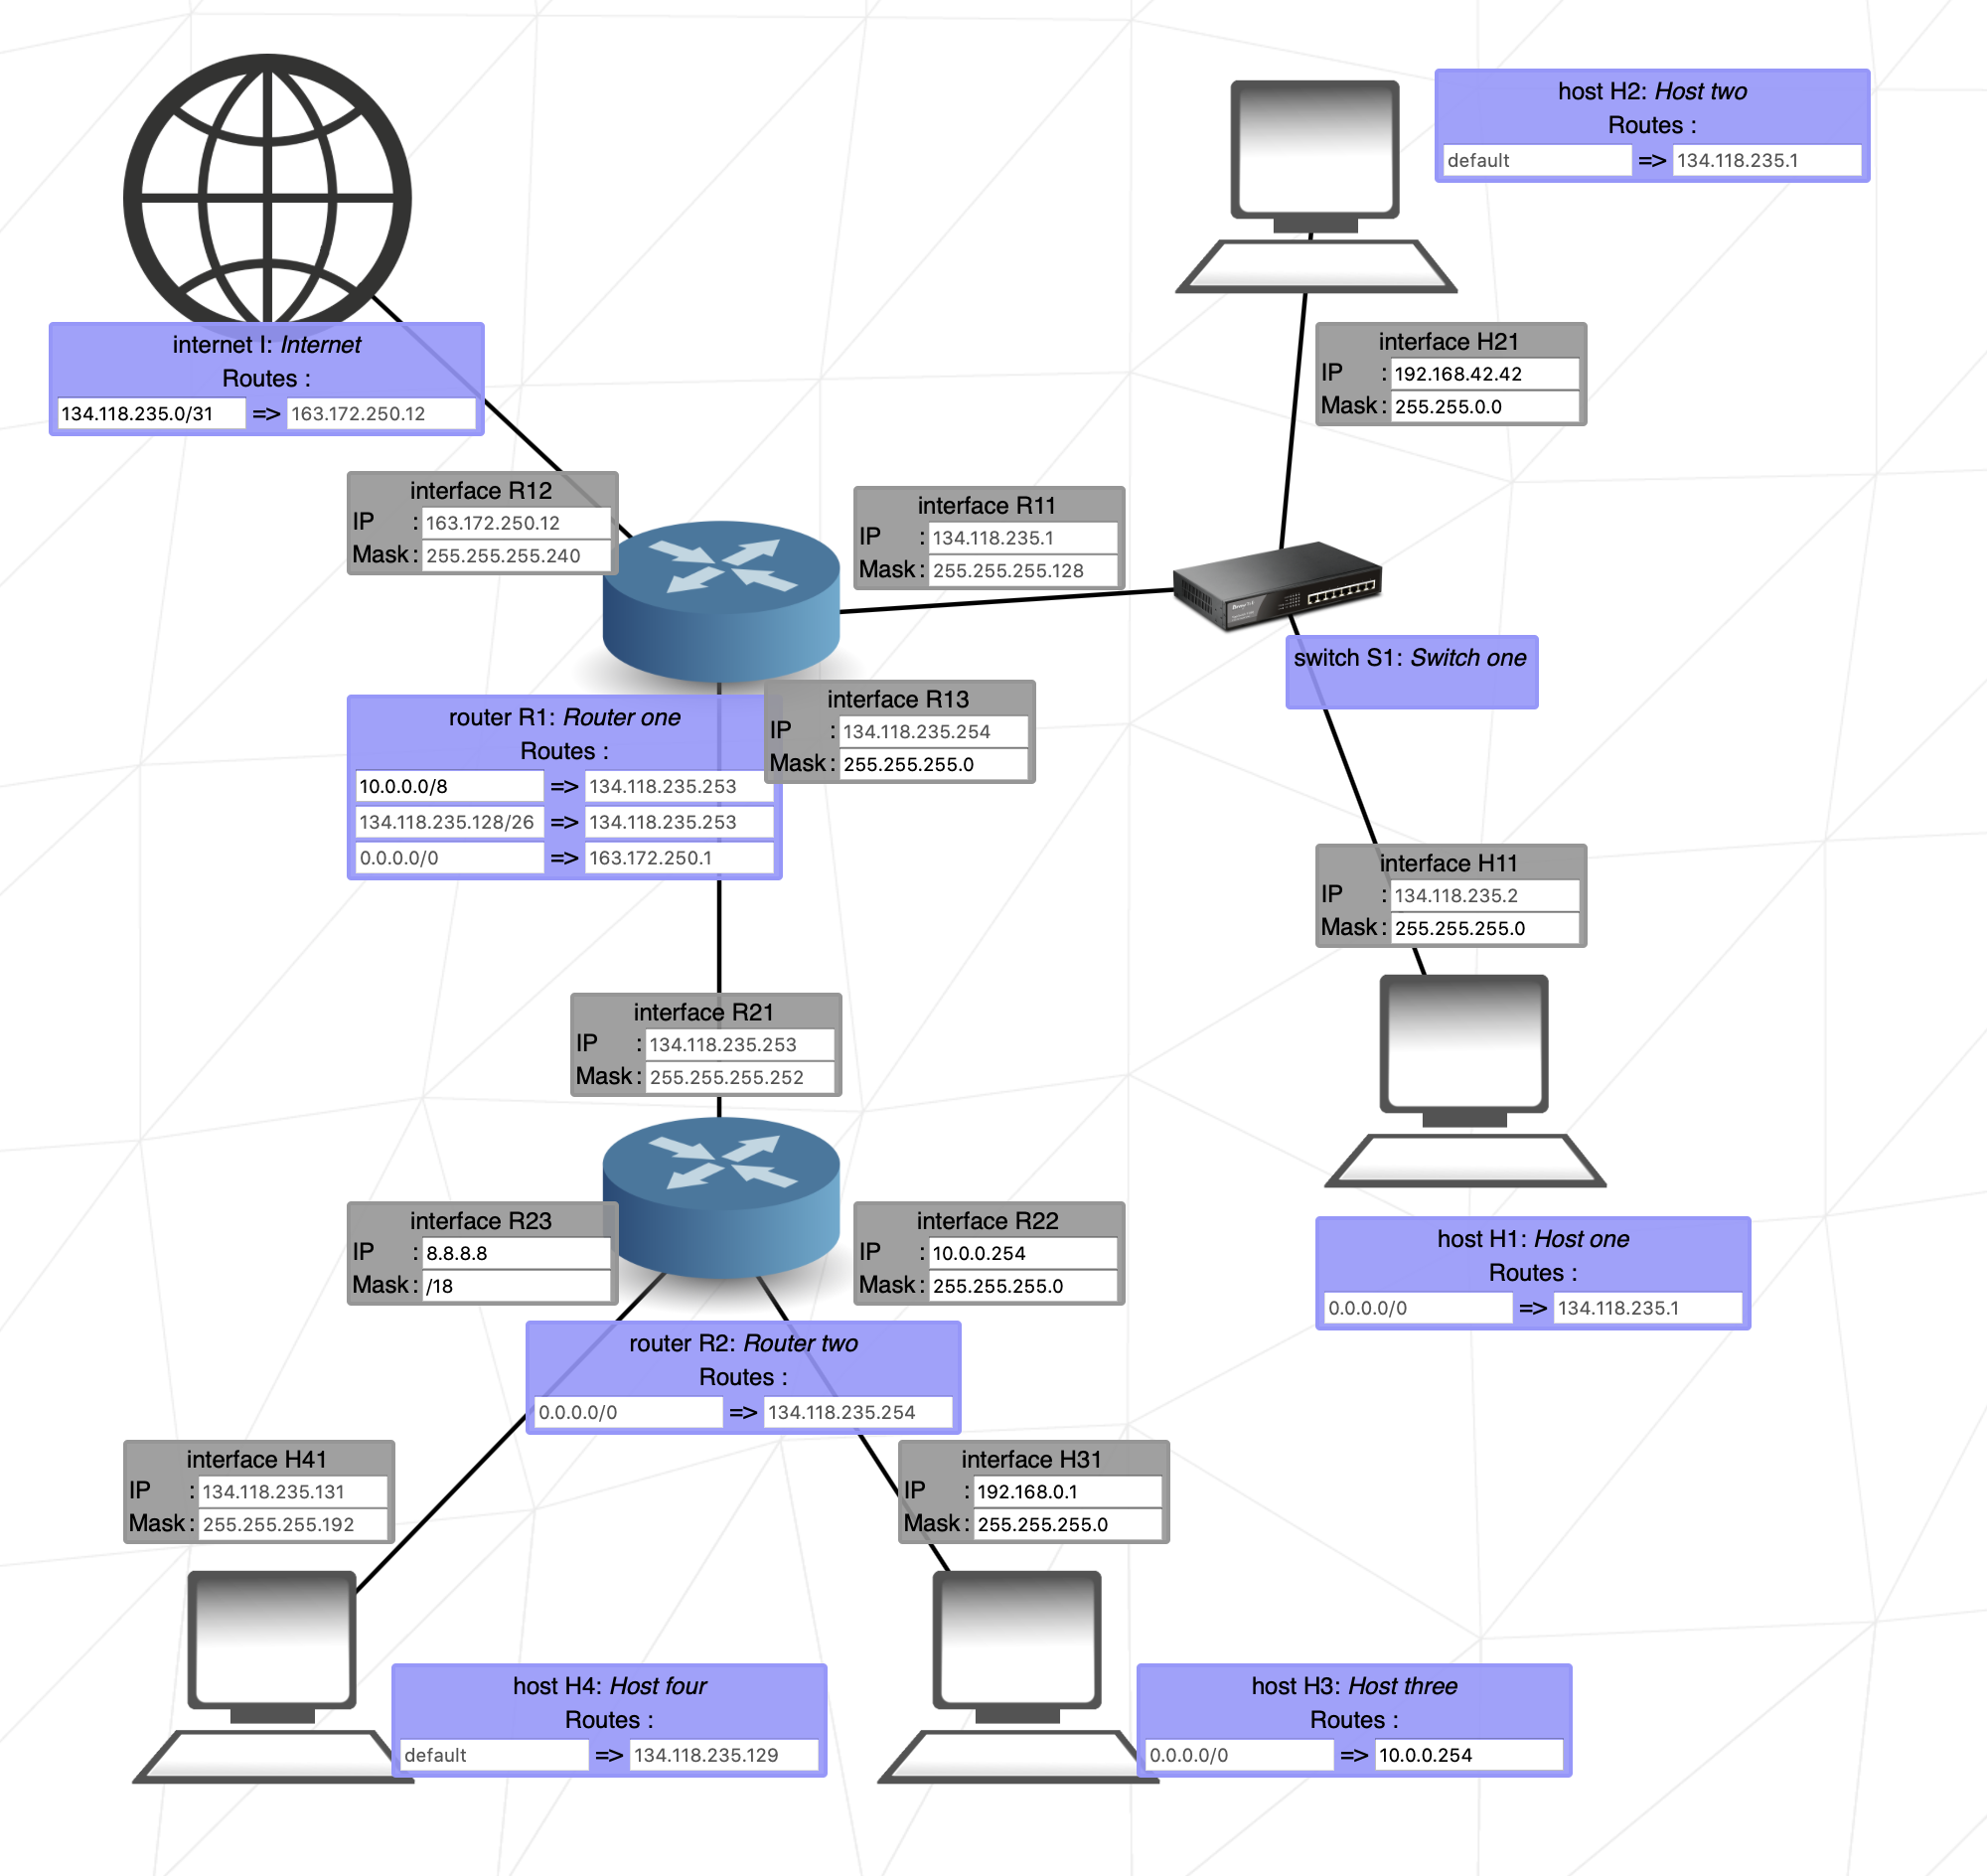 host H2: Host two
Routes :
default => 134.118.235.1
internet I: Internet
Routes :
134.118.235.0/31 => 163.172.250.12
interface H21
IP : 192.168.42.42
Mask : 255.255.0.0
interface R12
IP : 163.172.250.12
Mask : 255.255.255.240
interface R11
IP : 134.118.235.1
Mask : 255.255.255.128
switch S1: Switch one
router R1: Router one
Routes :
10.0.0.0/8 => 134.118.235.253
134.118.235.128/26 => 134.118.235.253
0.0.0.0/0 => 163.172.250.1
interface R13
IP : 134.118.235.254
Mask : 255.255.255.0
interface H11
IP : 134.118.235.2
Mask : 255.255.255.0
interface R21
IP : 134.118.235.253
Mask : 255.255.255.252
interface R23
IP : 8.8.8.8
Mask : /18
interface R22
IP : 10.0.0.254
Mask : 255.255.255.0
host H1: Host one
Routes :
0.0.0.0/0 => 134.118.235.1
router R2: Router two
Routes :
0.0.0.0/0 => 134.118.235.254
interface H41
IP : 134.118.235.131
Mask : 255.255.255.192
interface H31
IP : 192.168.0.1
Mask : 255.255.255.0
host H4: Host four
Routes :
default => 134.118.235.129
host H3: Host three
Routes :
0.0.0.0/0 => 10.0.0.254